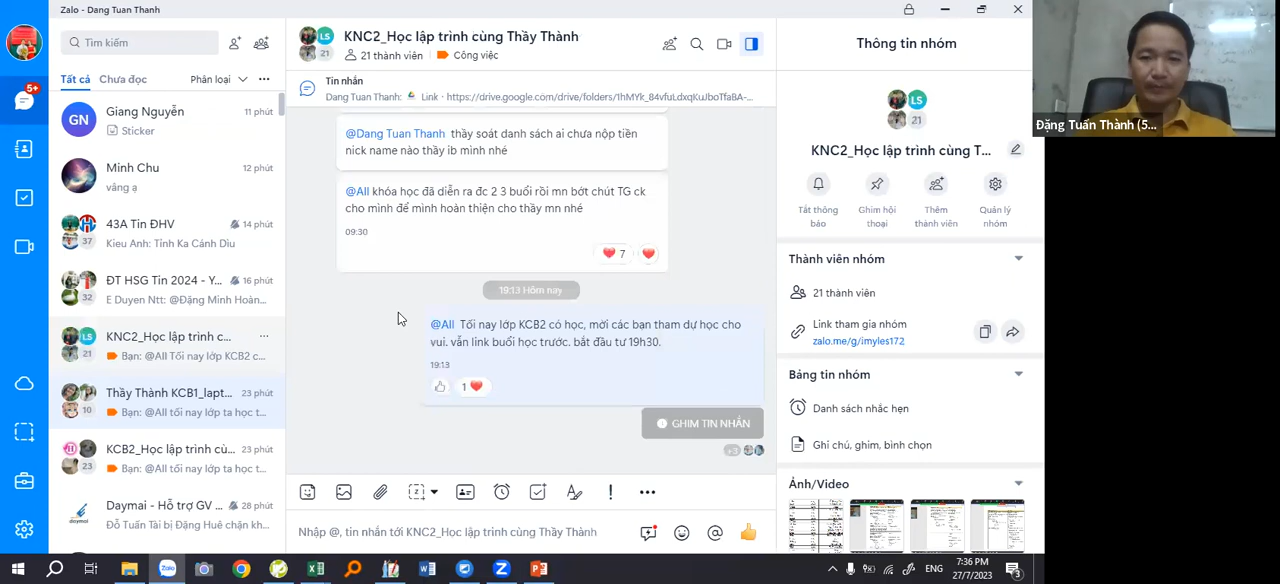 Zalo - Dang Tuan Thanh
Tìm kiếm
Tất cả
Chưa đọc
Phân loại
5+
GN
Giang Nguyễn
11 phút
Sticker
Minh Chu
12 phút
vâng ạ
43A Tin ĐHV
14 phút
37
Kieu Anh: Tỉnh Ka Cánh Dìu
ĐT HSG Tin 2024 - Y...
16 phút
32
E Duyen Ntt: @Đặng Minh Hoàn...
LS
21
KNC2_Học lập trình c...
Bạn: @All Tối nay lớp KCB2 c...
10
Thầy Thành KCB1_lapt...
23 phút
Bạn: @All tối nay lớp ta học t...
23
KCB2_Học lập trình cù...
23 phút
Bạn: @All tối nay lớp ta học t...
daymai
Daymai - Hỗ trợ GV ...
28 phút
Đỗ Tuấn Tài bị Đặng Huê chặn kh...
LS
21
KNC2_Học lập trình cùng Thầy Thành
21 thành viên
Công việc
Tin nhắn
Dang Tuan Thanh: Link · https://drive.google.com/drive/folders/1hMYk_84vfuLdxqKuJboTfaBA-...
@Dang Tuan Thanh thầy soát danh sách ai chưa nộp tiền
nick name nào thầy ib mình nhé
@All khóa học đã diễn ra đc 2 3 buổi rồi mn bớt chút TG ck
cho mình để mình hoàn thiện cho thầy mn nhé
09:30
7
19:13 Hôm nay
@All Tối nay lớp KCB2 có học, mời các bạn tham dự học cho
vui. vẫn link buổi học trước. bắt đầu từ 19h30.
19:13
1
GHIM TIN NHẮN
+3
Nhập @, tin nhắn tới KNC2_Học lập trình cùng Thầy Thành
Thông tin nhóm
LS
21
KNC2_Học lập trình cùng T...
Tắt thông báo
Ghim hội thoại
Thêm thành viên
Quản lý nhóm
Thành viên nhóm
21 thành viên
Link tham gia nhóm
zalo.me/g/imyles172
Bảng tin nhóm
Danh sách nhắc hẹn
Ghi chú, ghim, bình chọn
Ảnh/Video
Đặng Tuấn Thành (5...
Zalo
ENG
7:36 PM
27/7/2023
3